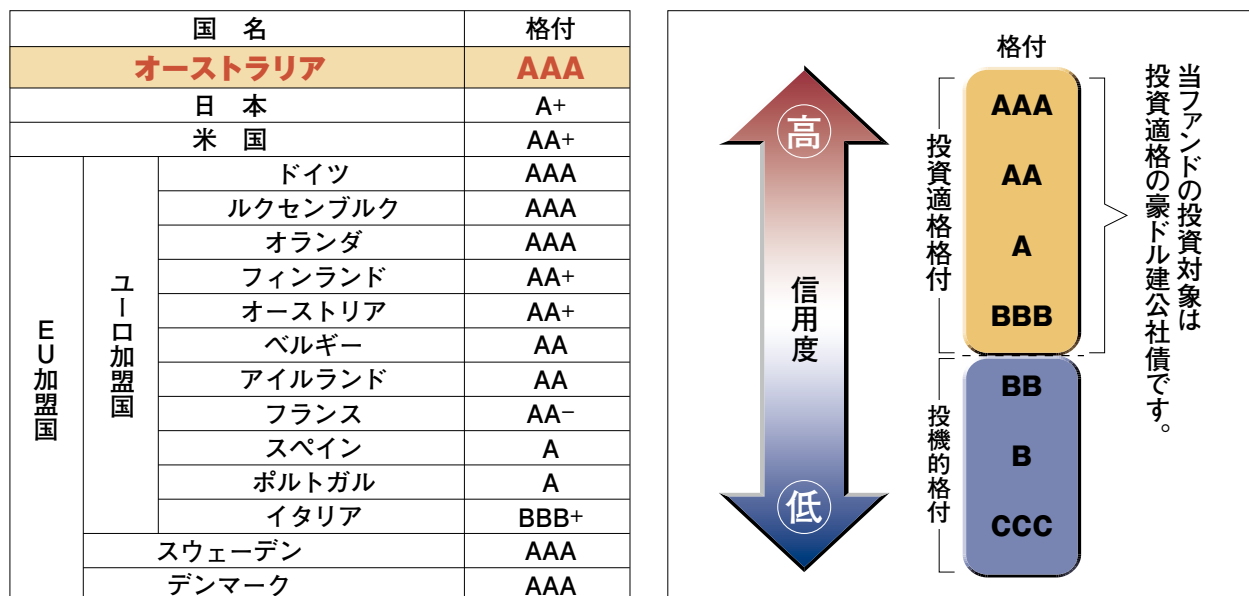 国 名 格付
オーストラリア AAA
日 本 A+
米 国 AA+
EU加盟国
ユーロ加盟国
ドイツ AAA
ルクセンブルク AAA
オランダ AAA
フィンランド AA+
オーストリア AA+
ベルギー AA
アイルランド AA
フランス AA−
スペイン A
ポルトガル A
イタリア BBB+
スウェーデン AAA
デンマーク AAA
高
信用度
低
格付
投資適格格付
AAA
AA
A
BBB
投機的格付
BB
B
CCC
当ファンドの投資対象は
投資適格の豪ドル建公社債です。